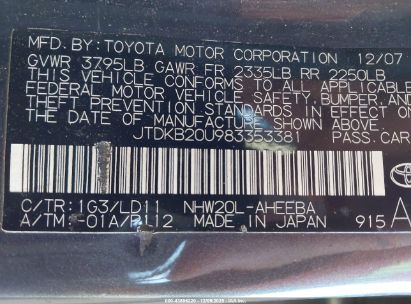 MFD. BY: TOYOTA MOTOR CORPORATION 12/07
GVWR 3795LB GAWR FR 2335LB RR 2250LB
THIS VEHICLE CONFORMS TO ALL APPLICABLE
FEDERAL MOTOR VEHICLE SAFETY, BUMPER, AND
THEFT PREVENTION STANDARDS IN EFFECT ON
THE DATE OF MANUFACTURE SHOWN ABOVE.
JTDKB20U983353381 PASS.CAR
C/TR: 1G3/LD11 NHW20L-AHEEBA
A/TM: -01A/P112 MADE IN JAPAN 915